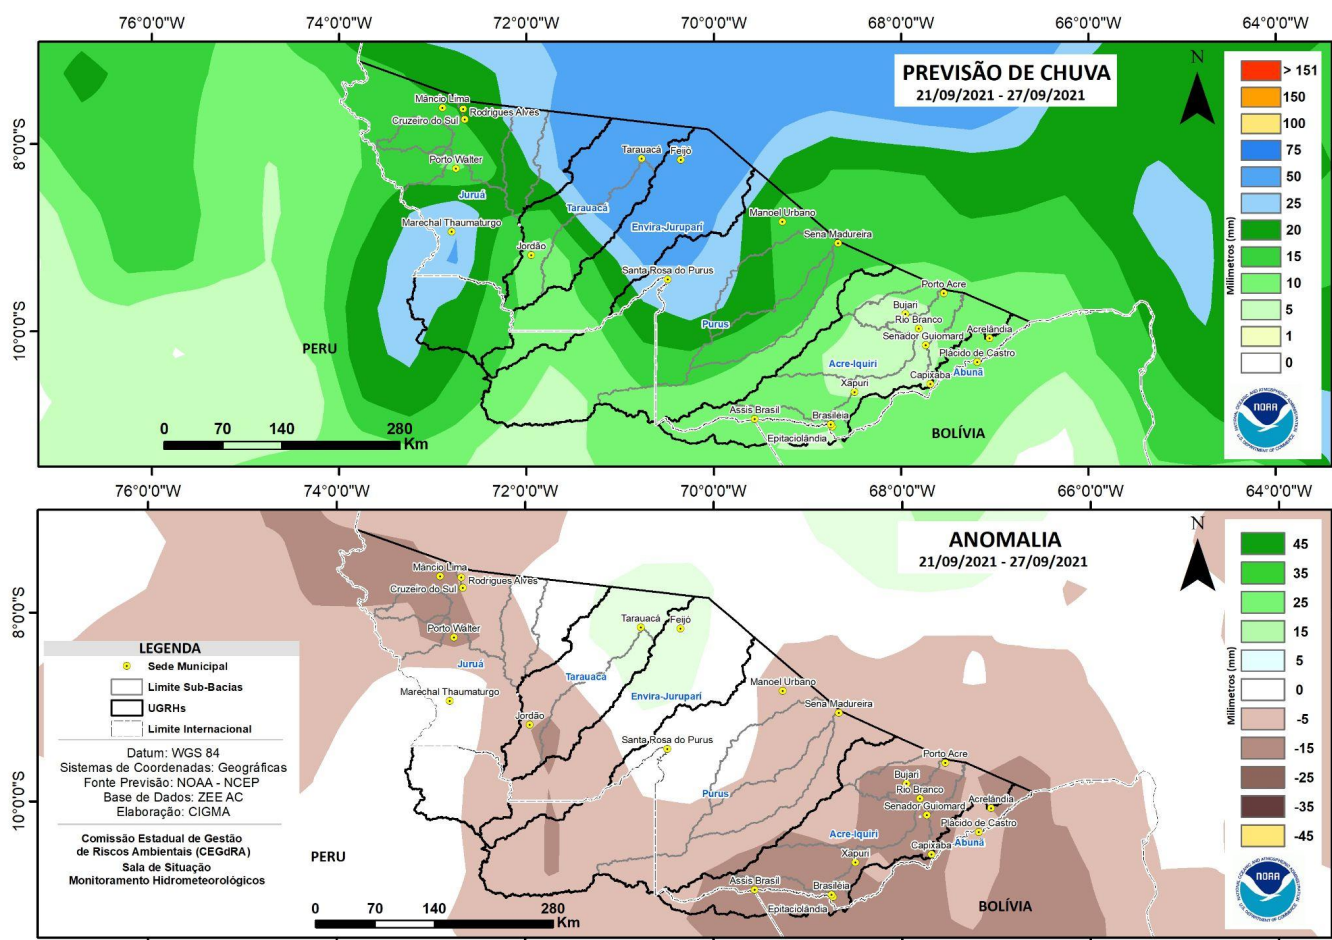 76°0'0"W 74°0'0"W 72°0'0"W 70°0'0"W 68°0'0"W 66°0'0"W 64°0'0"W
PREVISÃO DE CHUVA
21/09/2021 - 27/09/2021
N
> 151
150
100
75
50
25
20
15
10
5
1
0
Milímetros (mm)
NOAA
8°0'0"S
10°0'0"S
Mâncio Lima
Rodrigues Alves
Cruzeiro do Sul
Porto Walter
Juruá
Marechal Thaumaturgo
Jordão
Tarauacá
Feijó
Tarauacá
Envira-Jurupari
Manoel Urbano
Sena Madureira
Santa Rosa do Purus
Purus
Porto Acre
Bujari
Rio Branco
Senador Guiomard
Acrelândia
Plácido de Castro
Acre-Iquiri
Abunã
Capixaba
Xapuri
Assis Brasil
Brasiléia
Epitaciolândia
PERU
BOLÍVIA
0 70 140 280
Km
76°0'0"W 74°0'0"W 72°0'0"W 70°0'0"W 68°0'0"W 66°0'0"W 64°0'0"W
ANOMALIA
21/09/2021 - 27/09/2021
N
45
35
25
15
5
0
-5
-15
-25
-35
-45
Milímetros (mm)
NOAA
8°0'0"S
10°0'0"S
Mâncio Lima
Rodrigues Alves
Cruzeiro do Sul
Porto Walter
Juruá
Marechal Thaumaturgo
Jordão
Tarauacá
Feijó
Tarauacá
Envira-Jurupari
Manoel Urbano
Sena Madureira
Santa Rosa do Purus
Purus
Porto Acre
Bujari
Rio Branco
Senador Guiomard
Acrelândia
Plácido de Castro
Acre-Iquiri
Abunã
Capixaba
Xapuri
Assis Brasil
Brasiléia
Epitaciolândia
LEGENDA
Sede Municipal
Limite Sub-Bacias
UGRHs
Limite Internacional
Datum: WGS 84
Sistemas de Coordenadas: Geográficas
Fonte Previsão: NOAA - NCEP
Base de Dados: ZEE AC
Elaboração: CIGMA
Comissão Estadual de Gestão
de Riscos Ambientais (CEGdRA)
Sala de Situação
Monitoramento Hidrometeorológicos
PERU
BOLÍVIA
0 70 140 280
Km